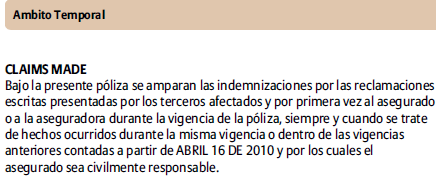 Ambito Temporal
CLAIMS MADE
Bajo la presente póliza se amparan las indemnizaciones por las reclamaciones
escritas presentadas por los terceros afectados y por primera vez al asegurado
o a la aseguradora durante la vigencia de la póliza, siempre y cuando se trate
de hechos ocurridos durante la misma vigencia o dentro de las vigencias
anteriores contadas a partir de ABRIL 16 DE 2010 y por los cuales el
asegurado sea civilmente responsable.